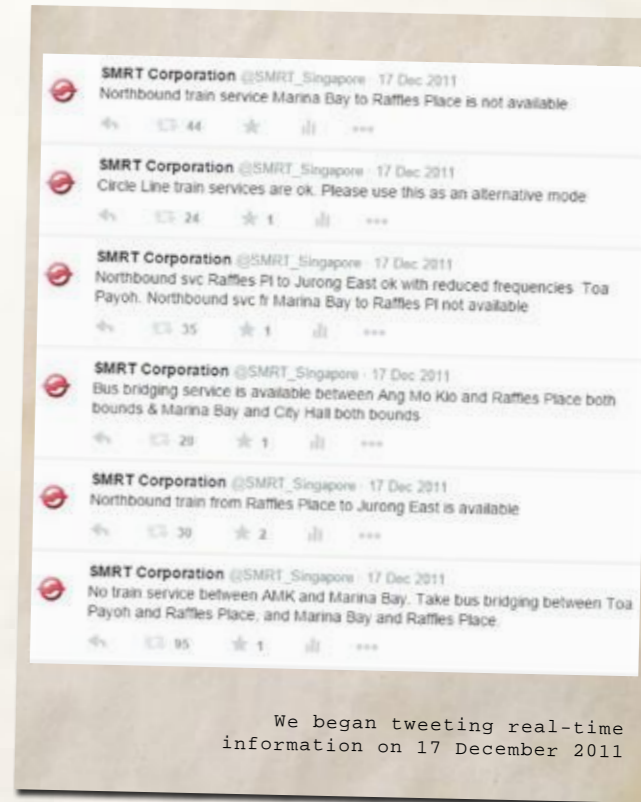 SMRT Corporation @SMRT_Singapore · 17 Dec 2011
Northbound train service Marina Bay to Raffles Place is not available
44
SMRT Corporation @SMRT_Singapore · 17 Dec 2011
Circle Line train services are ok. Please use this as an alternative mode
24 1
SMRT Corporation @SMRT_Singapore · 17 Dec 2011
Northbound svc Raffles Pl to Jurong East ok with reduced frequencies Toa
Payoh. Northbound svc fr Marina Bay to Raffles Pl not available
35 1
SMRT Corporation @SMRT_Singapore · 17 Dec 2011
Bus bridging service is available between Ang Mo Kio and Raffles Place both
bounds & Marina Bay and City Hall both bounds
20 1
SMRT Corporation @SMRT_Singapore · 17 Dec 2011
Northbound train from Raffles Place to Jurong East is available
30 2
SMRT Corporation @SMRT_Singapore · 17 Dec 2011
No train service between AMK and Marina Bay. Take bus bridging between Toa
Payoh and Raffles Place, and Marina Bay and Raffles Place
95 1
We began tweeting real-time
information on 17 December 2011